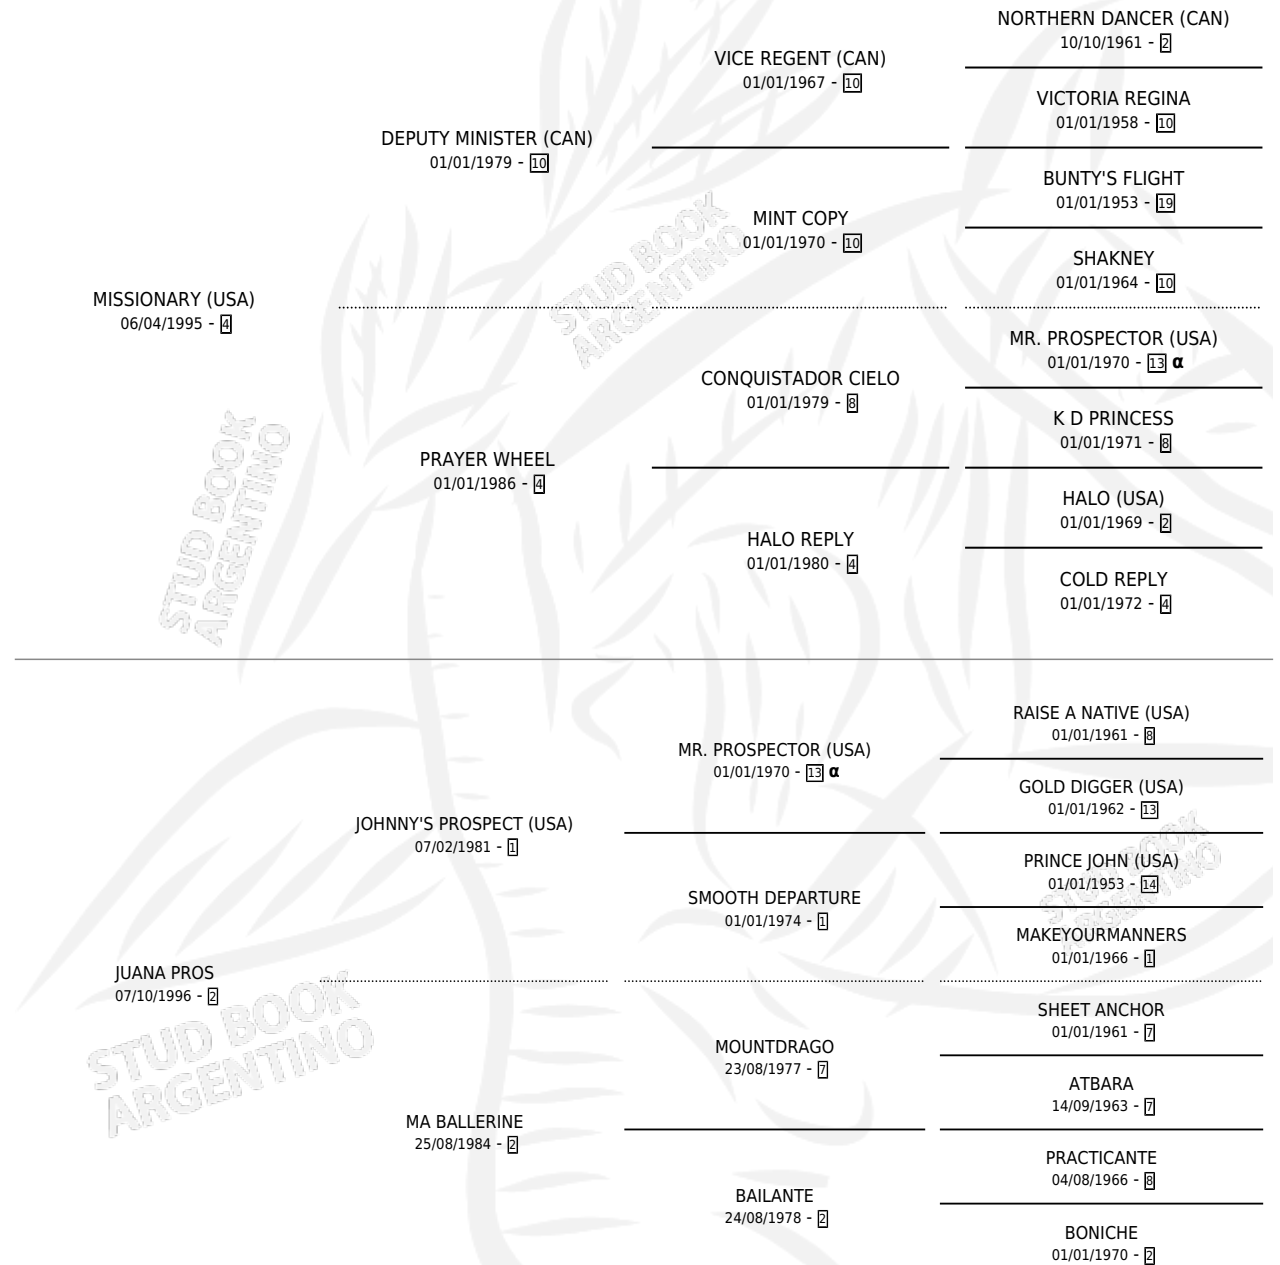 NORTHERN DANCER (CAN)
10/10/1961 - 2
VICE REGENT (CAN)
01/01/1967 - 10
VICTORIA REGINA
01/01/1958 - 10
DEPUTY MINISTER (CAN)
01/01/1979 - 10
BUNTY'S FLIGHT
01/01/1953 - 19
MINT COPY
01/01/1970 - 10
SHAKNEY
01/01/1964 - 10
STUD BOOK
ARGENTINO
MISSIONARY (USA)
06/04/1995 - 4
MR. PROSPECTOR (USA)
01/01/1970 - 13 α
CONQUISTADOR CIELO
01/01/1979 - 8
K D PRINCESS
01/01/1971 - 8
PRAYER WHEEL
01/01/1986 - 4
HALO (USA)
01/01/1969 - 2
HALO REPLY
01/01/1980 - 4
COLD REPLY
01/01/1972 - 4
STUD BOOK
ARGENTINO
RAISE A NATIVE (USA)
01/01/1961 - 8
MR. PROSPECTOR (USA)
01/01/1970 - 13 α
GOLD DIGGER (USA)
01/01/1962 - 13
JOHNNY'S PROSPECT (USA)
07/02/1981 - 1
PRINCE JOHN (USA)
01/01/1953 - 14
SMOOTH DEPARTURE
01/01/1974 - 1
MAKEYOURMANNERS
01/01/1966 - 1
STUD BOOK
ARGENTINO
JUANA PROS
07/10/1996 - 2
SHEET ANCHOR
01/01/1961 - 7
MOUNTDRAGO
23/08/1977 - 7
ATBARA
14/09/1963 - 7
MA BALLERINE
25/08/1984 - 2
PRACTICANTE
04/08/1966 - 8
BAILANTE
24/08/1978 - 2
BONICHE
01/01/1970 - 2
STUD BOOK
ARGENTINO